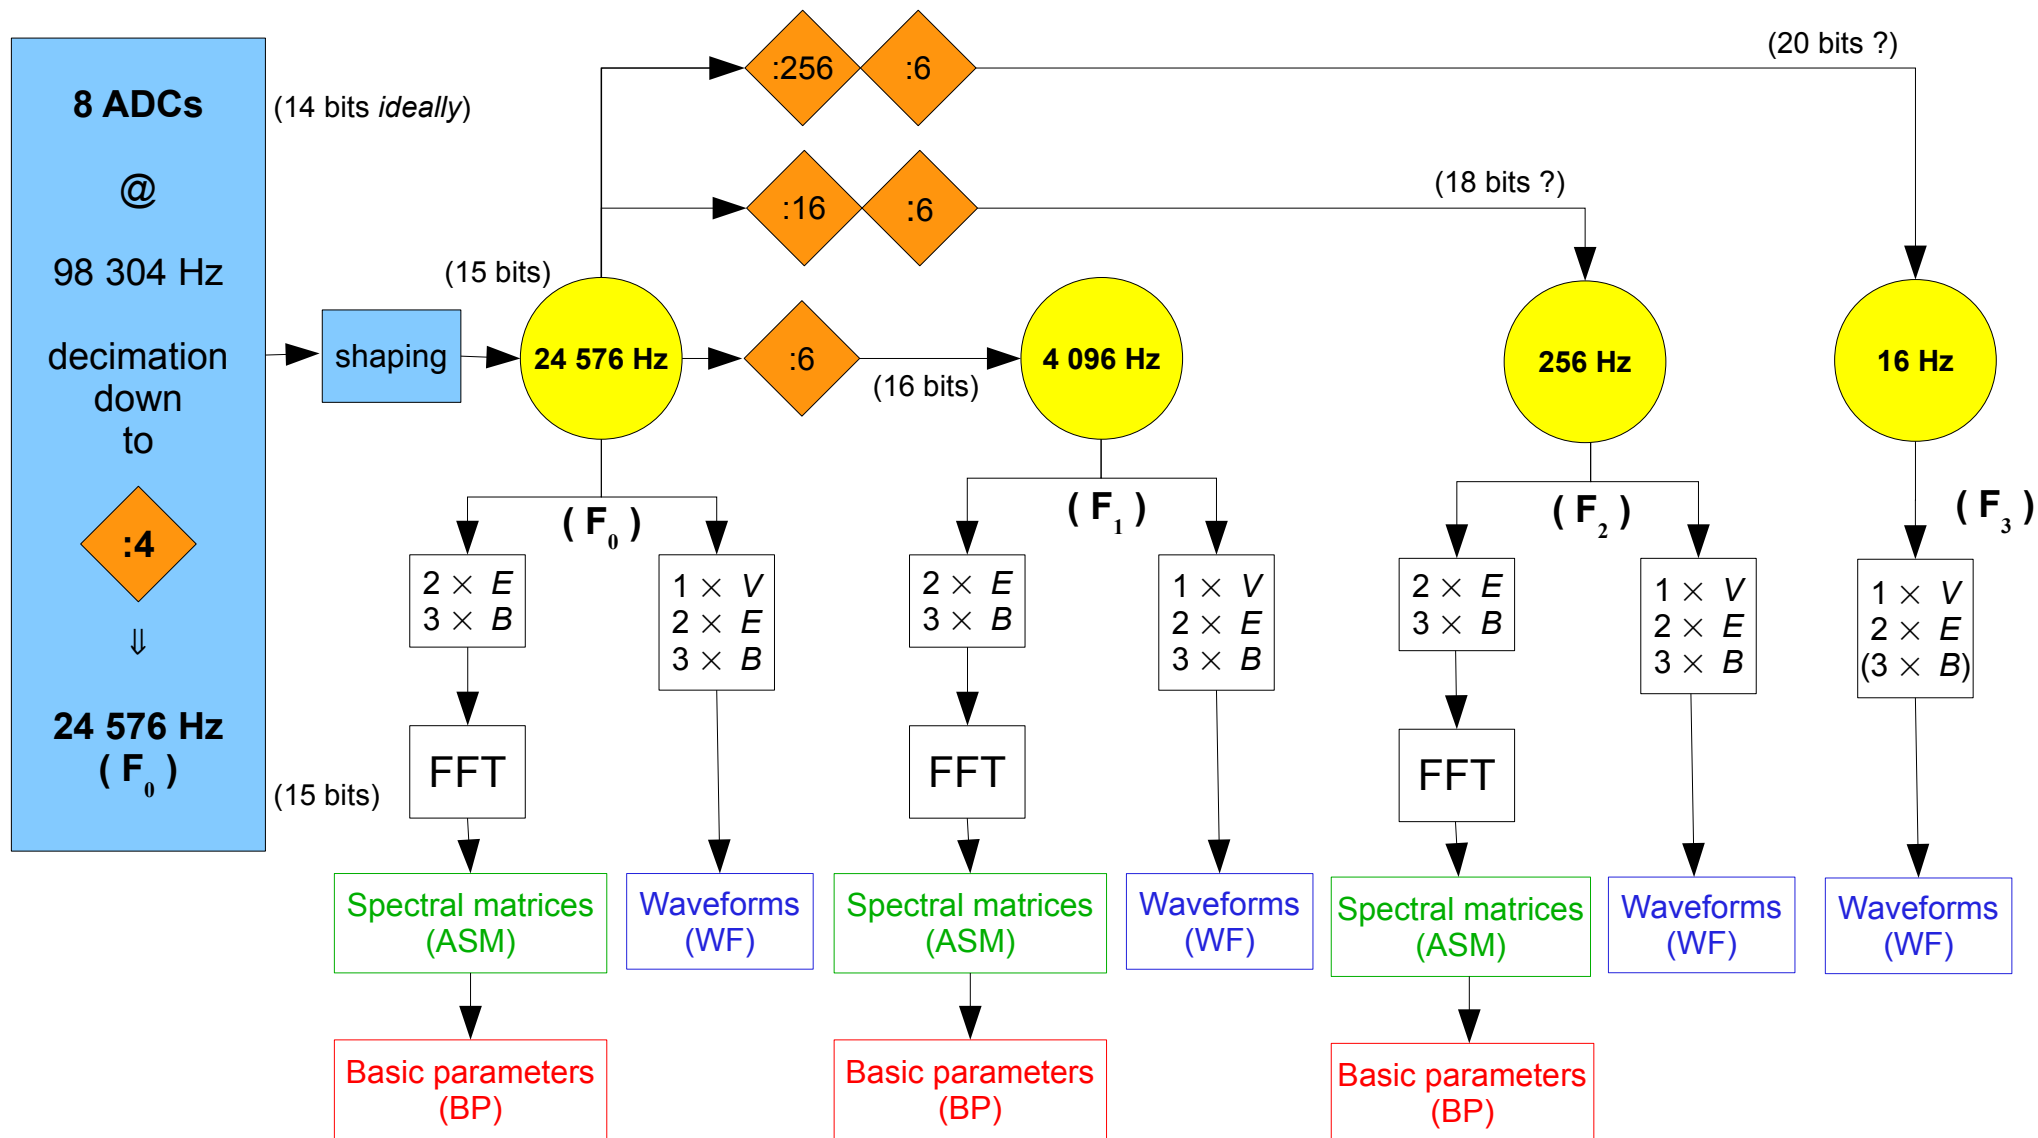 8 ADCs
@
98 304 Hz
decimation
down
to
:4
⇓
24 576 Hz
( F0 )
(14 bits ideally)
(15 bits)
shaping
(15 bits)
24 576 Hz
:256
:6
(20 bits ?)
:16
:6
(18 bits ?)
:6
(16 bits)
4 096 Hz
256 Hz
16 Hz
( F0 )
2 × E
3 × B
FFT
Spectral matrices
(ASM)
Basic parameters
(BP)
1 × V
2 × E
3 × B
Waveforms
(WF)
( F1 )
2 × E
3 × B
FFT
Spectral matrices
(ASM)
Basic parameters
(BP)
1 × V
2 × E
3 × B
Waveforms
(WF)
( F2 )
2 × E
3 × B
FFT
Spectral matrices
(ASM)
Basic parameters
(BP)
1 × V
2 × E
3 × B
Waveforms
(WF)
( F3 )
1 × V
2 × E
(3 × B)
Waveforms
(WF)